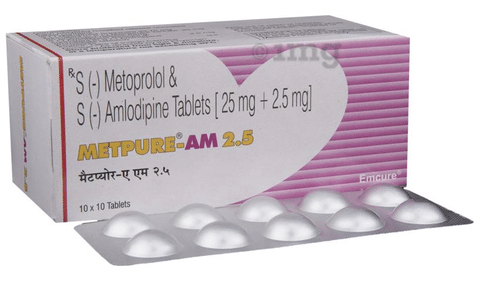 1mg
℞ S (-) Metoprolol &
S (-) Amlodipine Tablets [ 25 mg + 2.5 mg]
METPURE®-AM 2.5
मैटप्योर-ए एम २.५
10 x 10 Tablets
Emcure®